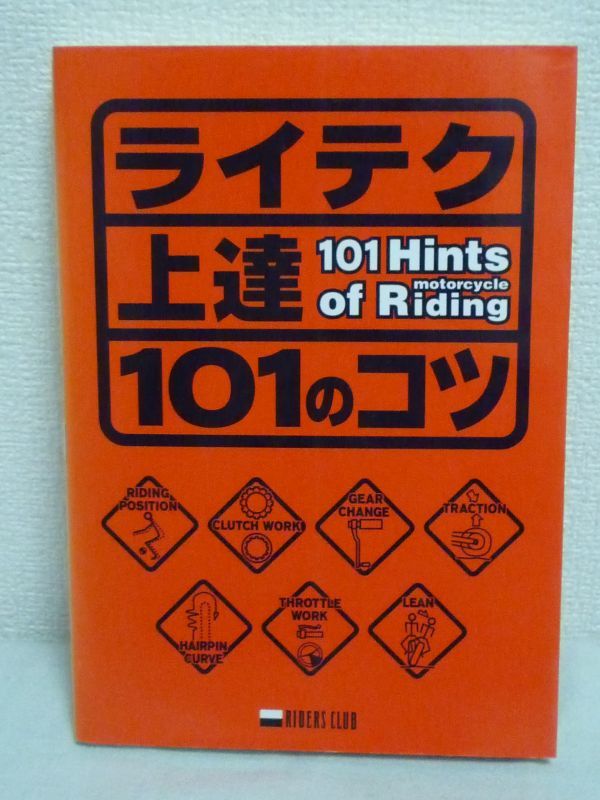 ライテク
上達
101 Hints
motorcycle
of Riding
101のコツ
RIDING
POSITION
CLUTCH WORK
GEAR
CHANGE
TRACTION
HAIRPIN
CURVE
THROTTLE
WORK
LEAN
RIDERS CLUB